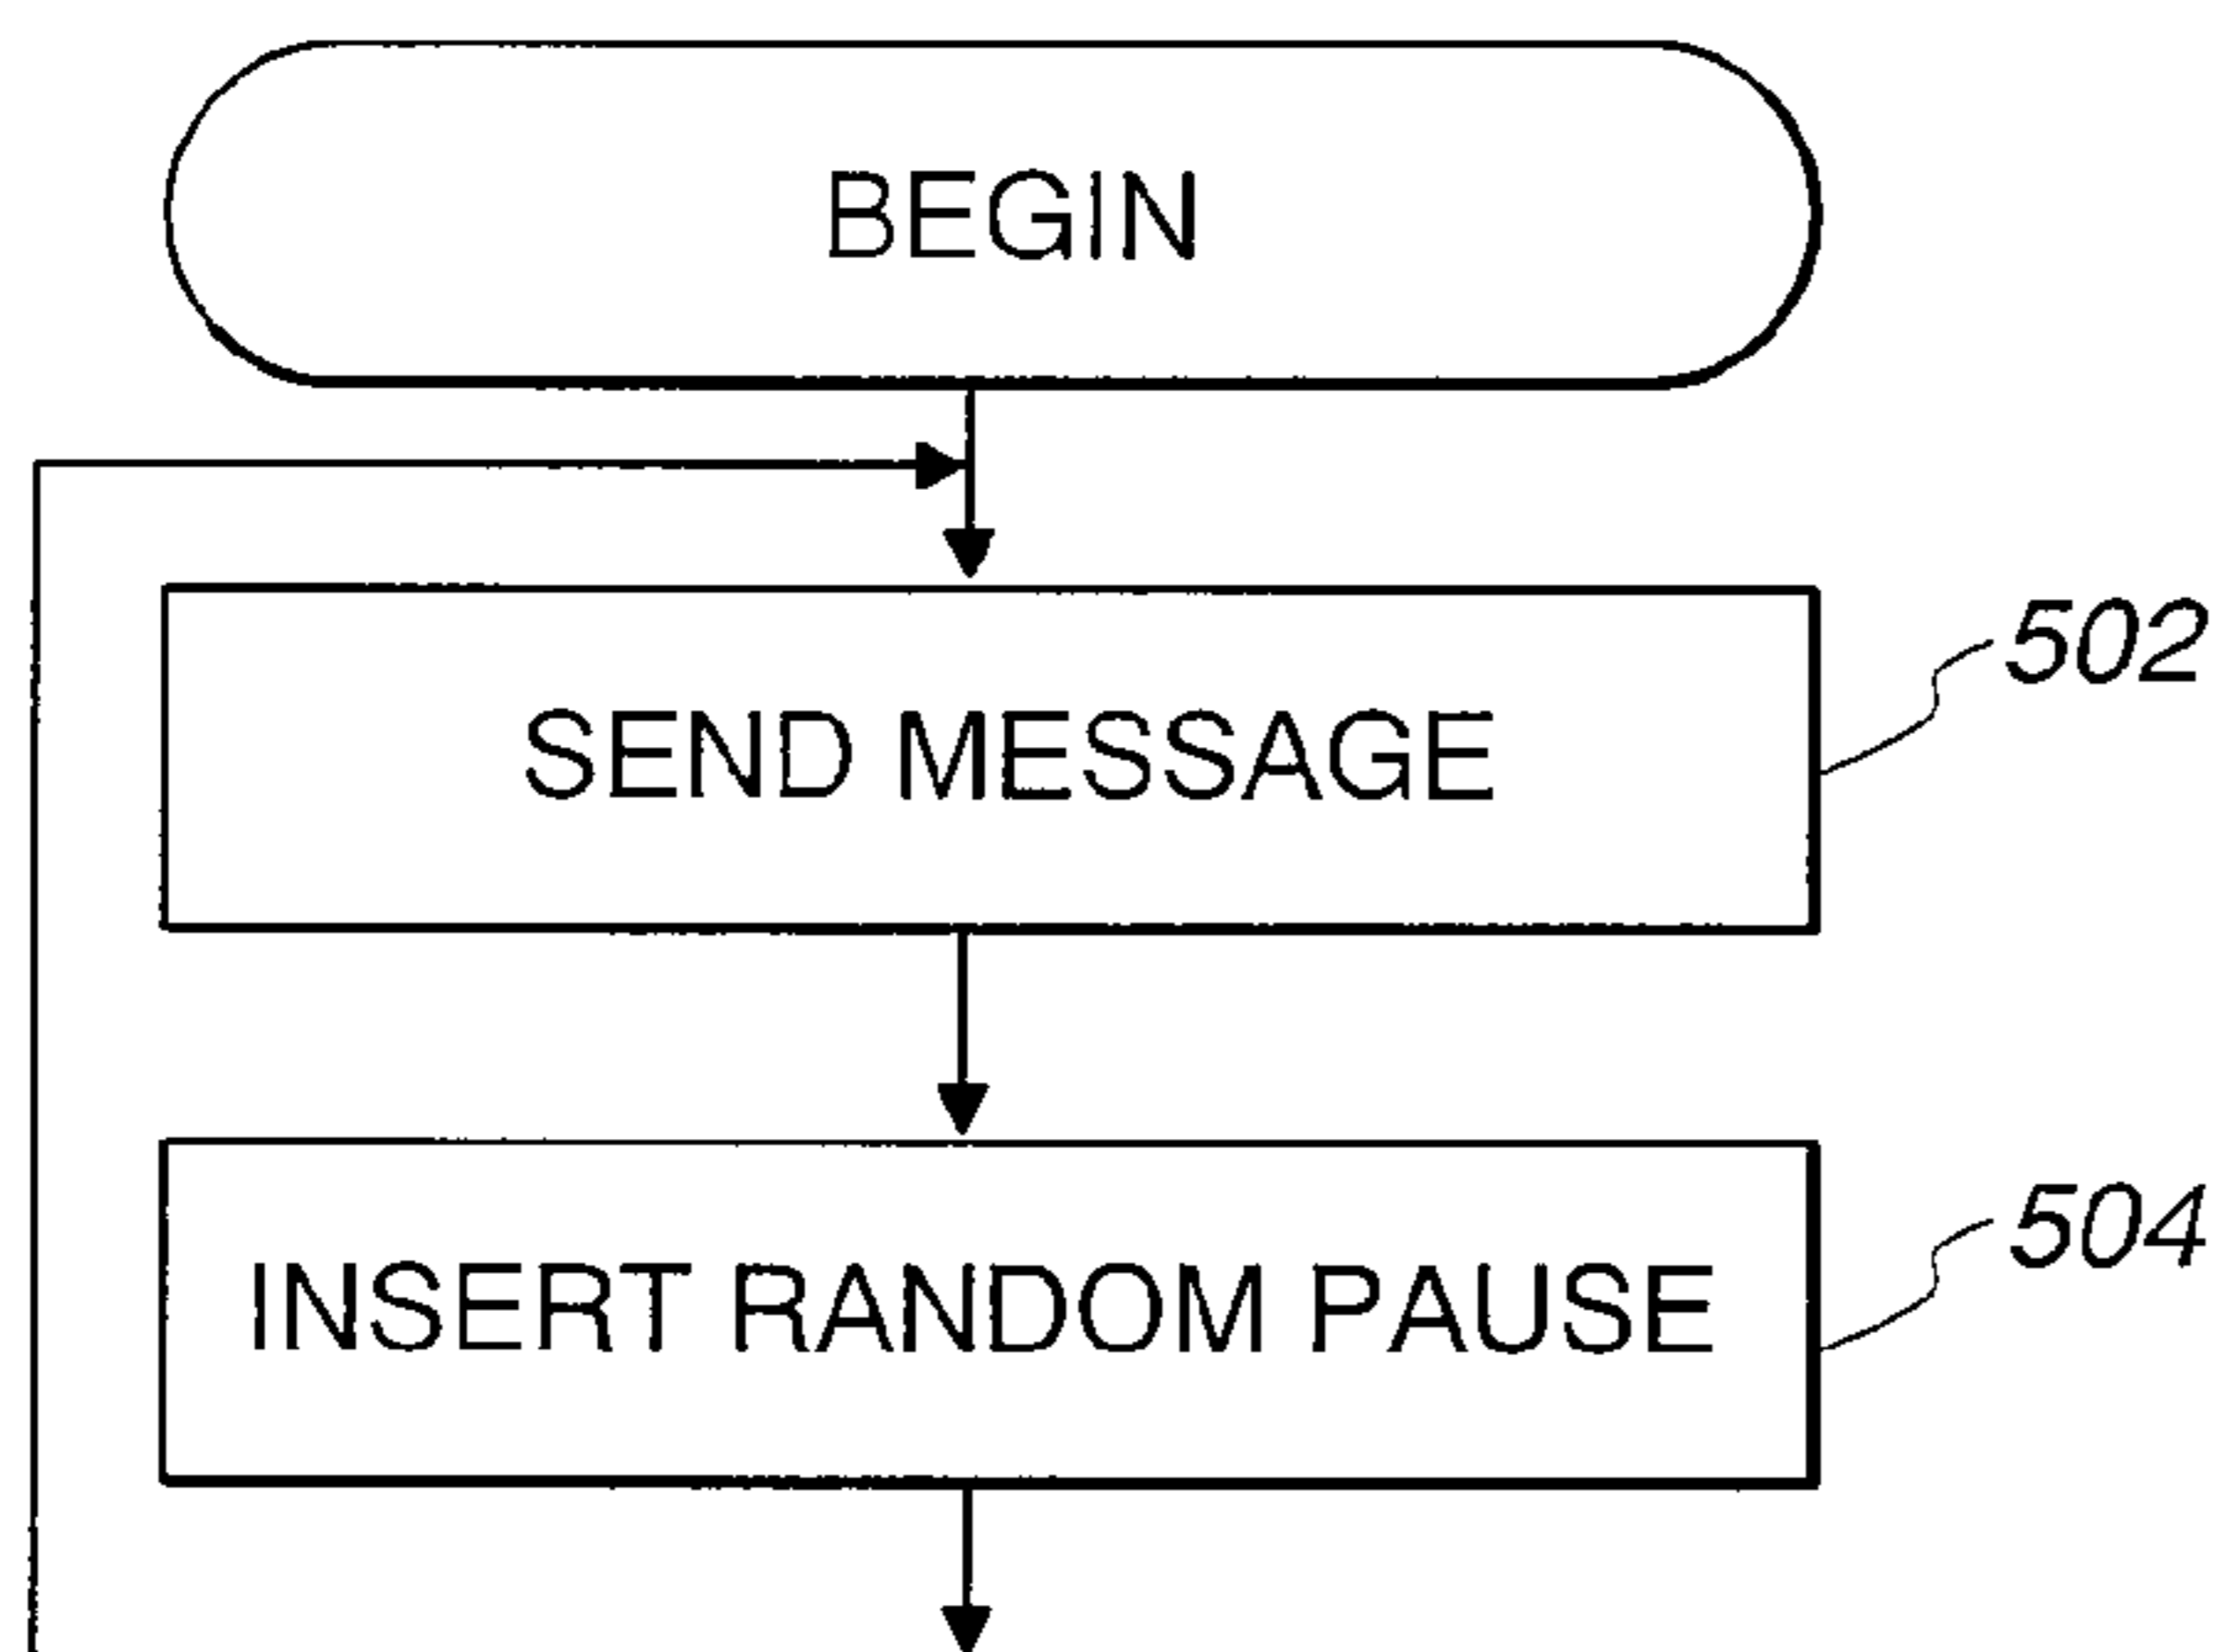 BEGIN
SEND MESSAGE
502
INSERT RANDOM PAUSE
504